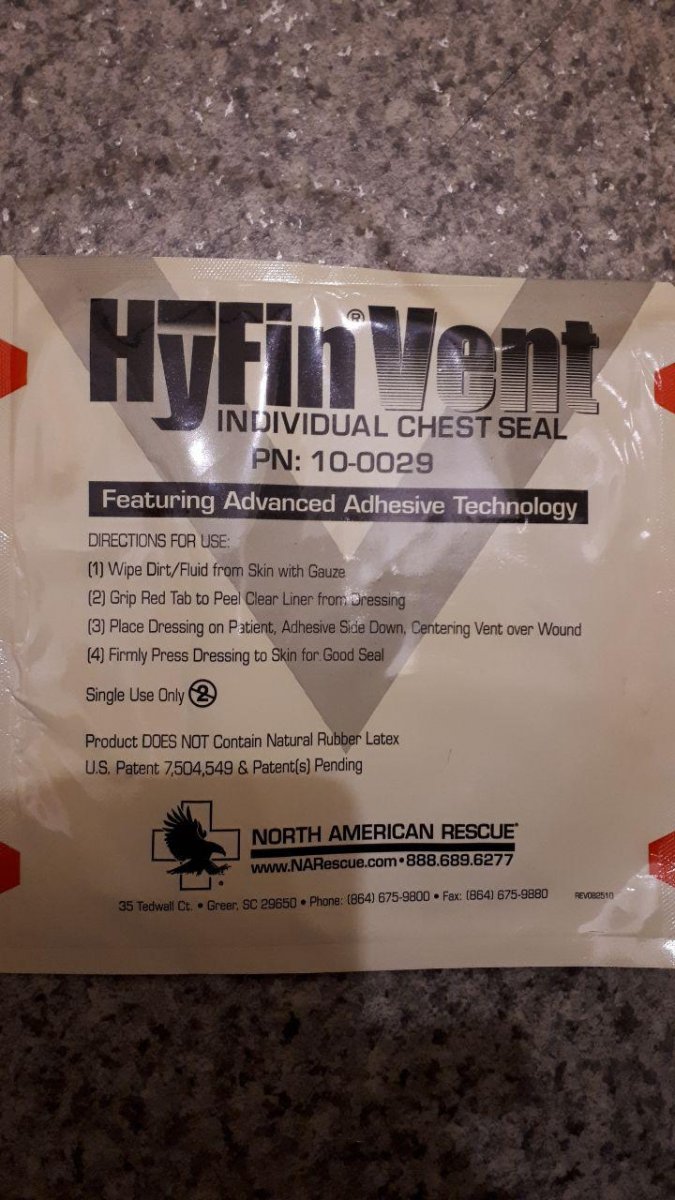 HyFin® Vent
INDIVIDUAL CHEST SEAL
PN: 10-0029
Featuring Advanced Adhesive Technology
DIRECTIONS FOR USE:
(1) Wipe Dirt/Fluid from Skin with Gauze
(2) Grip Red Tab to Peel Clear Liner from Dressing
(3) Place Dressing on Patient, Adhesive Side Down, Centering Vent over Wound
(4) Firmly Press Dressing to Skin for Good Seal
Single Use Only 2
Product DOES NOT Contain Natural Rubber Latex
U.S. Patent 7,504,549 & Patent(s) Pending
NORTH AMERICAN RESCUE
www.NARescue.com • 888.689.6277
35 Tedwall Ct. • Greer, SC 29650 • Phone: (864) 675-9800 • Fax: (864) 675-9880
REV082510